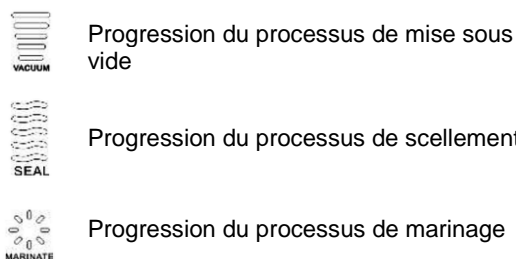 Progression du processus de mise sous
vide
VACUUM
Progression du processus de scellement
SEAL
Progression du processus de marinage
MARINATE